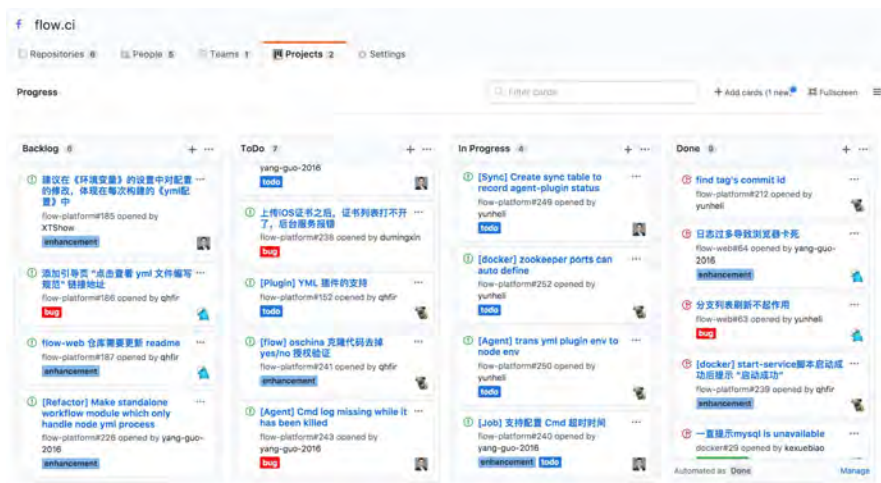 flow.ci
Repositories 6 People 5 Teams 1 Projects 2 Settings
Progress
Filter cards
+ Add cards (1 new) Fullscreen
Backlog 6
建议在《环境变量》的设置中对配置
的修改，体现在每次构建的《yml配
置》中
flow-platform#185 opened by
XTShow
enhancement
添加引导页 "点击查看 yml 文件编写
规范" 链接地址
flow-platform#186 opened by qhfir
bug
flow-web 仓库需要更新 readme
flow-platform#187 opened by qhfir
enhancement
[Refactor] Make standalone
workflow module which only
handle node yml process
flow-platform#226 opened by yang-guo-
2016
enhancement
ToDo 7
yang-guo-2016
todo
上传iOS证书之后，证书列表打不开
了，后台服务报错
flow-platform#238 opened by dumingxin
bug
[Plugin] YML 插件的支持
flow-platform#152 opened by qhfir
todo
[flow] oschina 克隆代码去掉
yes/no 授权验证
flow-platform#241 opened by qhfir
enhancement
[Agent] Cmd log missing while it
has been killed
flow-platform#243 opened by
yang-guo-2016
bug
In Progress 4
[Sync] Create sync table to
record agent-plugin status
flow-platform#249 opened by
yunheli
todo
[docker] zookeeper ports can
auto define
flow-platform#252 opened by
yunheli
todo
[Agent] trans yml plugin env to
node env
flow-platform#250 opened by
yunheli
todo
[Job] 支持配置 Cmd 超时时间
flow-platform#240 opened by
yang-guo-2016
enhancement todo
Done 9
find tag's commit id
flow-platform#212 opened by
yunheli
日志过多导致浏览器卡死
flow-web#64 opened by yang-guo-
2016
enhancement
分支列表刷新不起作用
flow-web#63 opened by yunheli
bug
[docker] start-service脚本启动成
功后提示 "启动成功"
flow-platform#239 opened by qhfir
enhancement
一直提示mysql is unavailable
docker#29 opened by kexuebiao
Automated as Done Manage